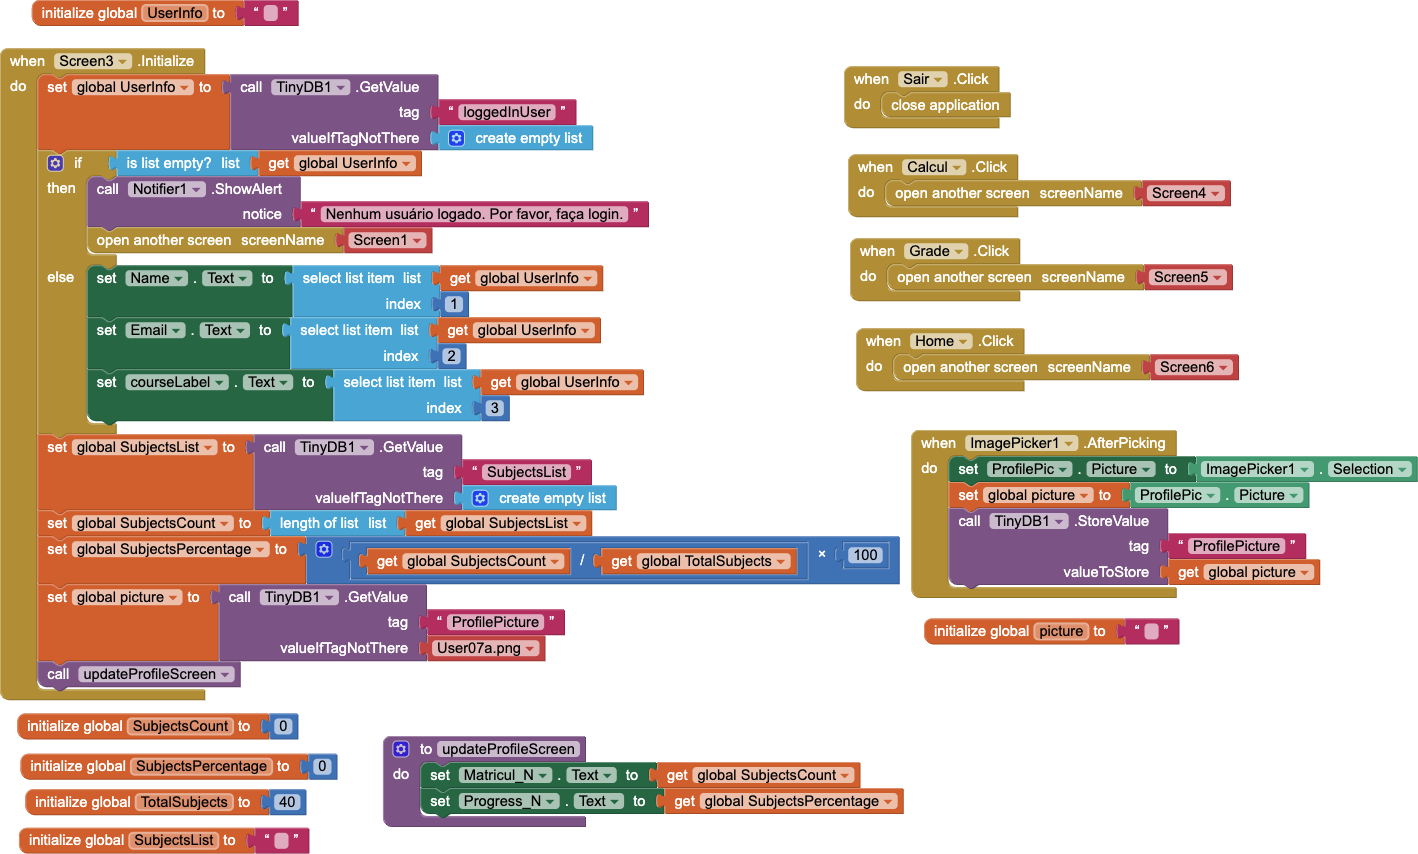 initialize global UserInfo to “ ”
when Screen3 .Initialize
do set global UserInfo to call TinyDB1 .GetValue
tag “ loggedInUser ”
valueIfTagNotThere create empty list
if is list empty? list get global UserInfo
then call Notifier1 .ShowAlert
notice “ Nenhum usuário logado. Por favor, faça login. ”
open another screen screenName Screen1
else set Name . Text to select list item list get global UserInfo
index 1
set Email . Text to select list item list get global UserInfo
index 2
set courseLabel . Text to select list item list get global UserInfo
index 3
set global SubjectsList to call TinyDB1 .GetValue
tag “ SubjectsList ”
valueIfTagNotThere create empty list
set global SubjectsCount to length of list list get global SubjectsList
set global SubjectsPercentage to get global SubjectsCount / get global TotalSubjects × 100
set global picture to call TinyDB1 .GetValue
tag “ ProfilePicture ”
valueIfTagNotThere User07a.png
call updateProfileScreen
initialize global SubjectsCount to 0
initialize global SubjectsPercentage to 0
initialize global TotalSubjects to 40
initialize global SubjectsList to “ ”
to updateProfileScreen
do set Matricul_N . Text to get global SubjectsCount
set Progress_N . Text to get global SubjectsPercentage
when Sair .Click
do close application
when Calcul .Click
do open another screen screenName Screen4
when Grade .Click
do open another screen screenName Screen5
when Home .Click
do open another screen screenName Screen6
when ImagePicker1 .AfterPicking
do set ProfilePic . Picture to ImagePicker1 . Selection
set global picture to ProfilePic . Picture
call TinyDB1 .StoreValue
tag “ ProfilePicture ”
valueToStore get global picture
initialize global picture to “ ”